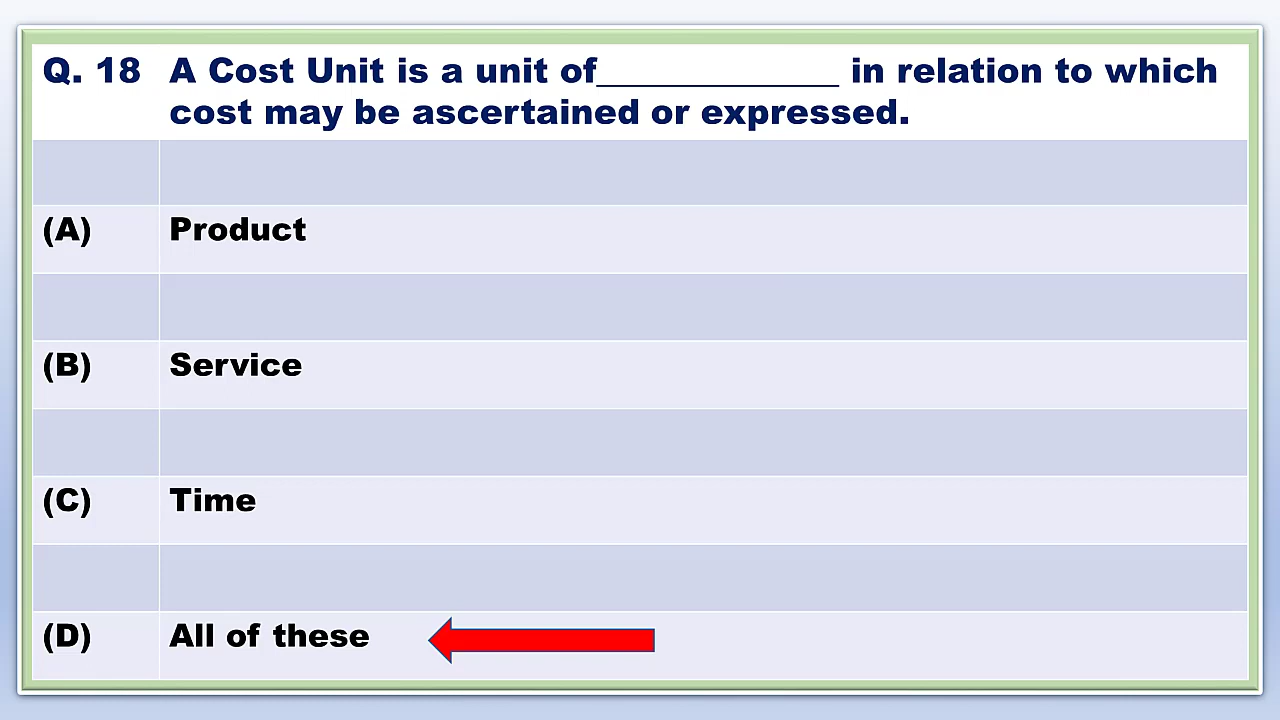 Q. 18 A Cost Unit is a unit of_____________ in relation to which
cost may be ascertained or expressed.
(A) Product
(B) Service
(C) Time
(D) All of these